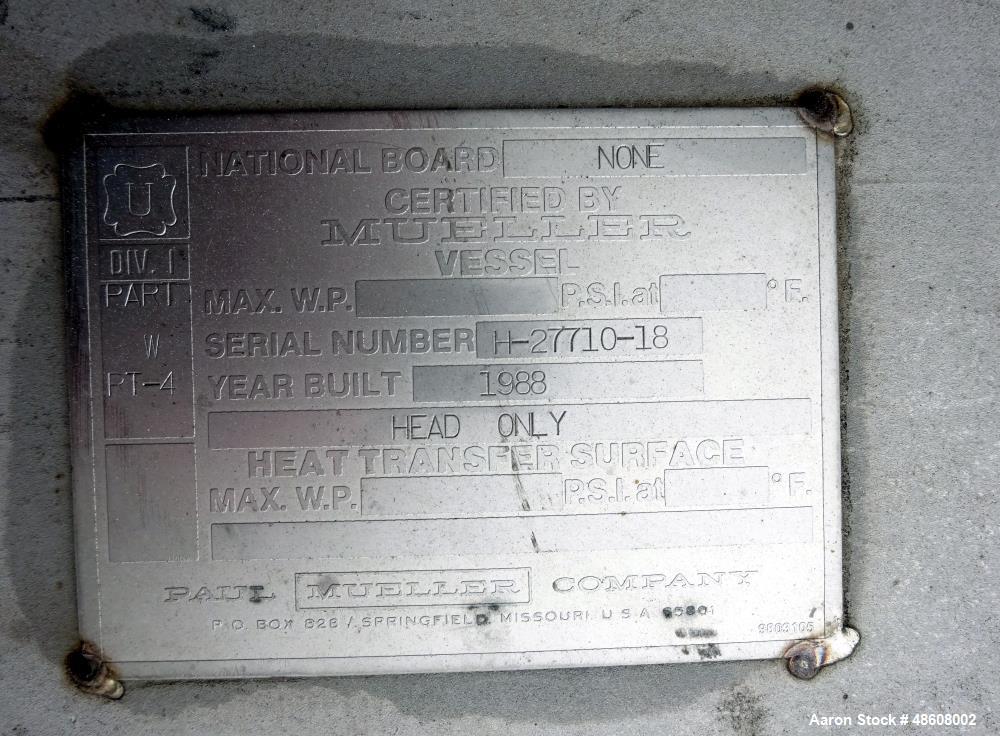 NATIONAL BOARD NONE
U
CERTIFIED BY
MUELLER
VESSEL
DIV. 1
PART
MAX. W.P. P.S.I. at °F.
W
SERIAL NUMBER H-27710-18
PT-4
YEAR BUILT 1988
HEAD ONLY
HEAT TRANSFER SURFACE
MAX. W.P. P.S.I. at °F.
PAUL MUELLER COMPANY
P.O. BOX 828 / SPRINGFIELD, MISSOURI U S A 65801
9803105
Aaron Stock # 48608002